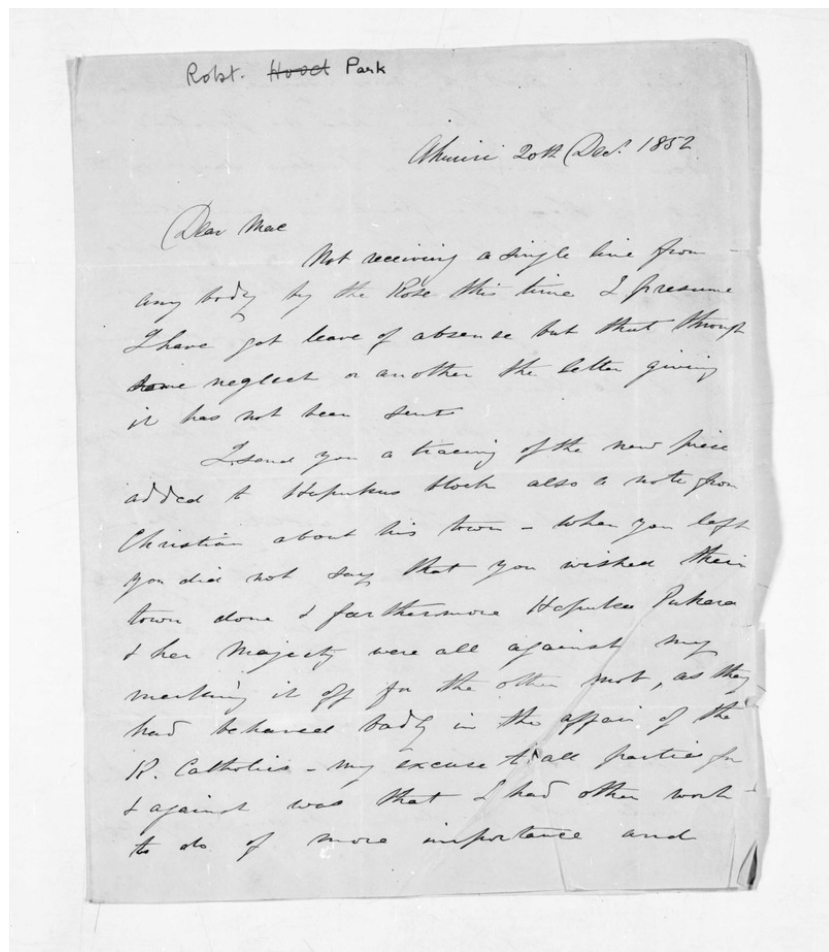 Robt. Hood Park
Ahuriri 20th Decr. 1852
Dear Mac
Not receiving a single line from
any body by the Rose this time I presume
I have got leave of absense but that through
some neglect or another the letter giving
it has not been sent
I send you a tracing of the new piece
added to Hapukus block also a note from
Christian about his town - When you left
you did not say that you wished their
town done & farthermore Hapuku Puhara
& her Majesty were all against my
marking it off for the other mob, as they
had behaved badly in the affair of the
R. Catholics - my excuse to all parties for
& against was that I had other work
to do of more importance and